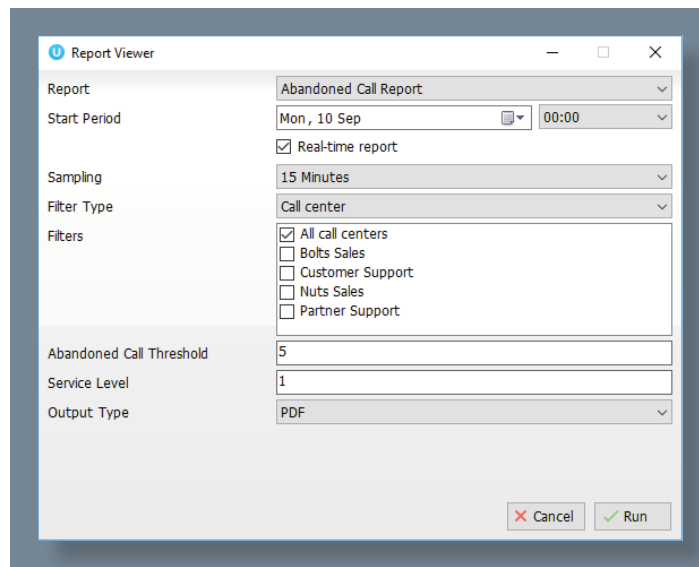 U Report Viewer
Report Abandoned Call Report
Start Period Mon, 10 Sep 00:00
Real-time report
Sampling 15 Minutes
Filter Type Call center
Filters All call centers
Bolts Sales
Customer Support
Nuts Sales
Partner Support
Abandoned Call Threshold 5
Service Level 1
Output Type PDF
Cancel Run